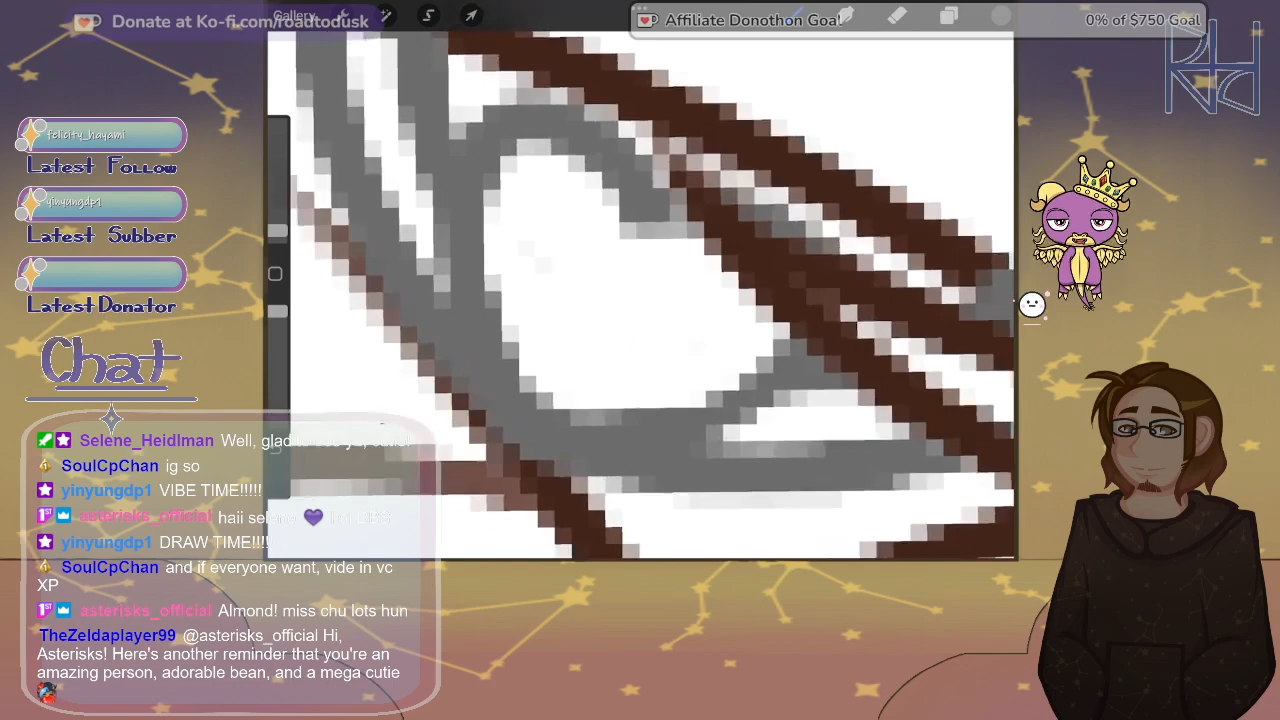 Donate at Ko-fi.com/roadtodusk
Gallery
Affiliate Donothon Goal
0% of $750 Goal
felicity_hayami
Latest Follow
yinyungdp1
Latest Subber
Latest Donator
Chat
Selene_Heidlman Well, glad
SoulCpChan ig so
yinyungdp1 VIBE TIME!!!!!
asterisks_official haii selene
yinyungdp1 DRAW TIME!!!!
SoulCpChan and if everyone want, vide in vc
XP
asterisks_official Almond! miss chu lots hun
TheZeldaplayer99 @asterisks_official Hi,
Asterisks! Here's another reminder that you're an
amazing person, adorable bean, and a mega cutie